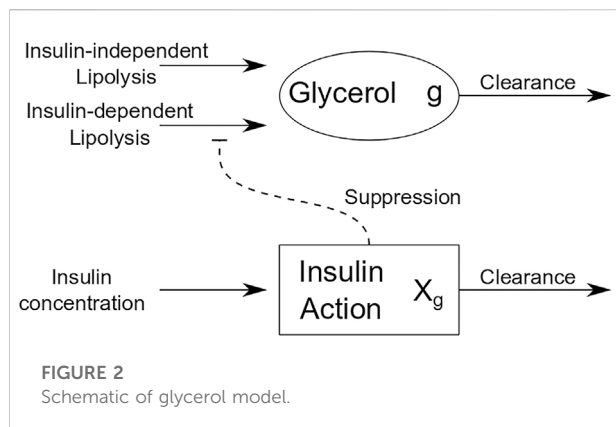 Insulin-independent
Lipolysis
Insulin-dependent
Lipolysis
Glycerol g
Clearance
Suppression
Insulin
concentration
Insulin
Action
Xg
Clearance
FIGURE 2
Schematic of glycerol model.